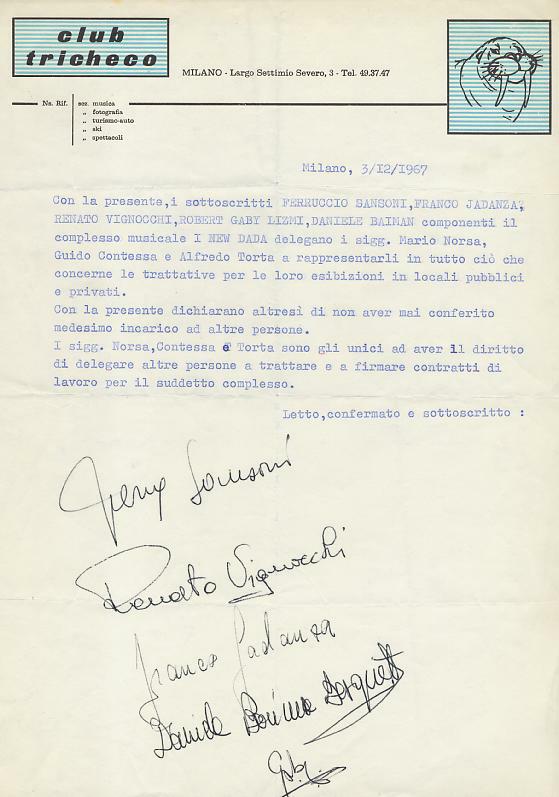 club
tricheco
MILANO - Largo Settimio Severo, 3 - Tel. 49.37.47
Ns. Rif. sez. musica
„ fotografia
„ turismo-auto
„ ski
„ spettacoli
Milano, 3/I2/1967
Con la presente,i sottoscritti FERRUCCIO SANSONI,FRANCO JADANZA,
RENATO VIGNOCCHI,ROBERT GABY LIZMI,DANIELE BAIMAN componenti il
complesso musicale I NEW DADA delegano i sigg. Mario Norsa,
Guido Contessa e Alfredo Torta a rappresentarli in tutto ciò che
concerne le trattative per le loro esibizioni in locali pubblici
e privati.
Con la presente dichiarano altresì di non aver mai conferito
medesimo incarico ad altre persone.
I sigg. Norsa,Contessa e Torta sono gli unici ad aver il diritto
di delegare altre persone a trattare e a firmare contratti di
lavoro per il suddetto complesso.
Letto,confermato e sottoscritto :
Ferry Sansoni
Renato Vignocchi
Franco Jadanza
Daniele
Gaby